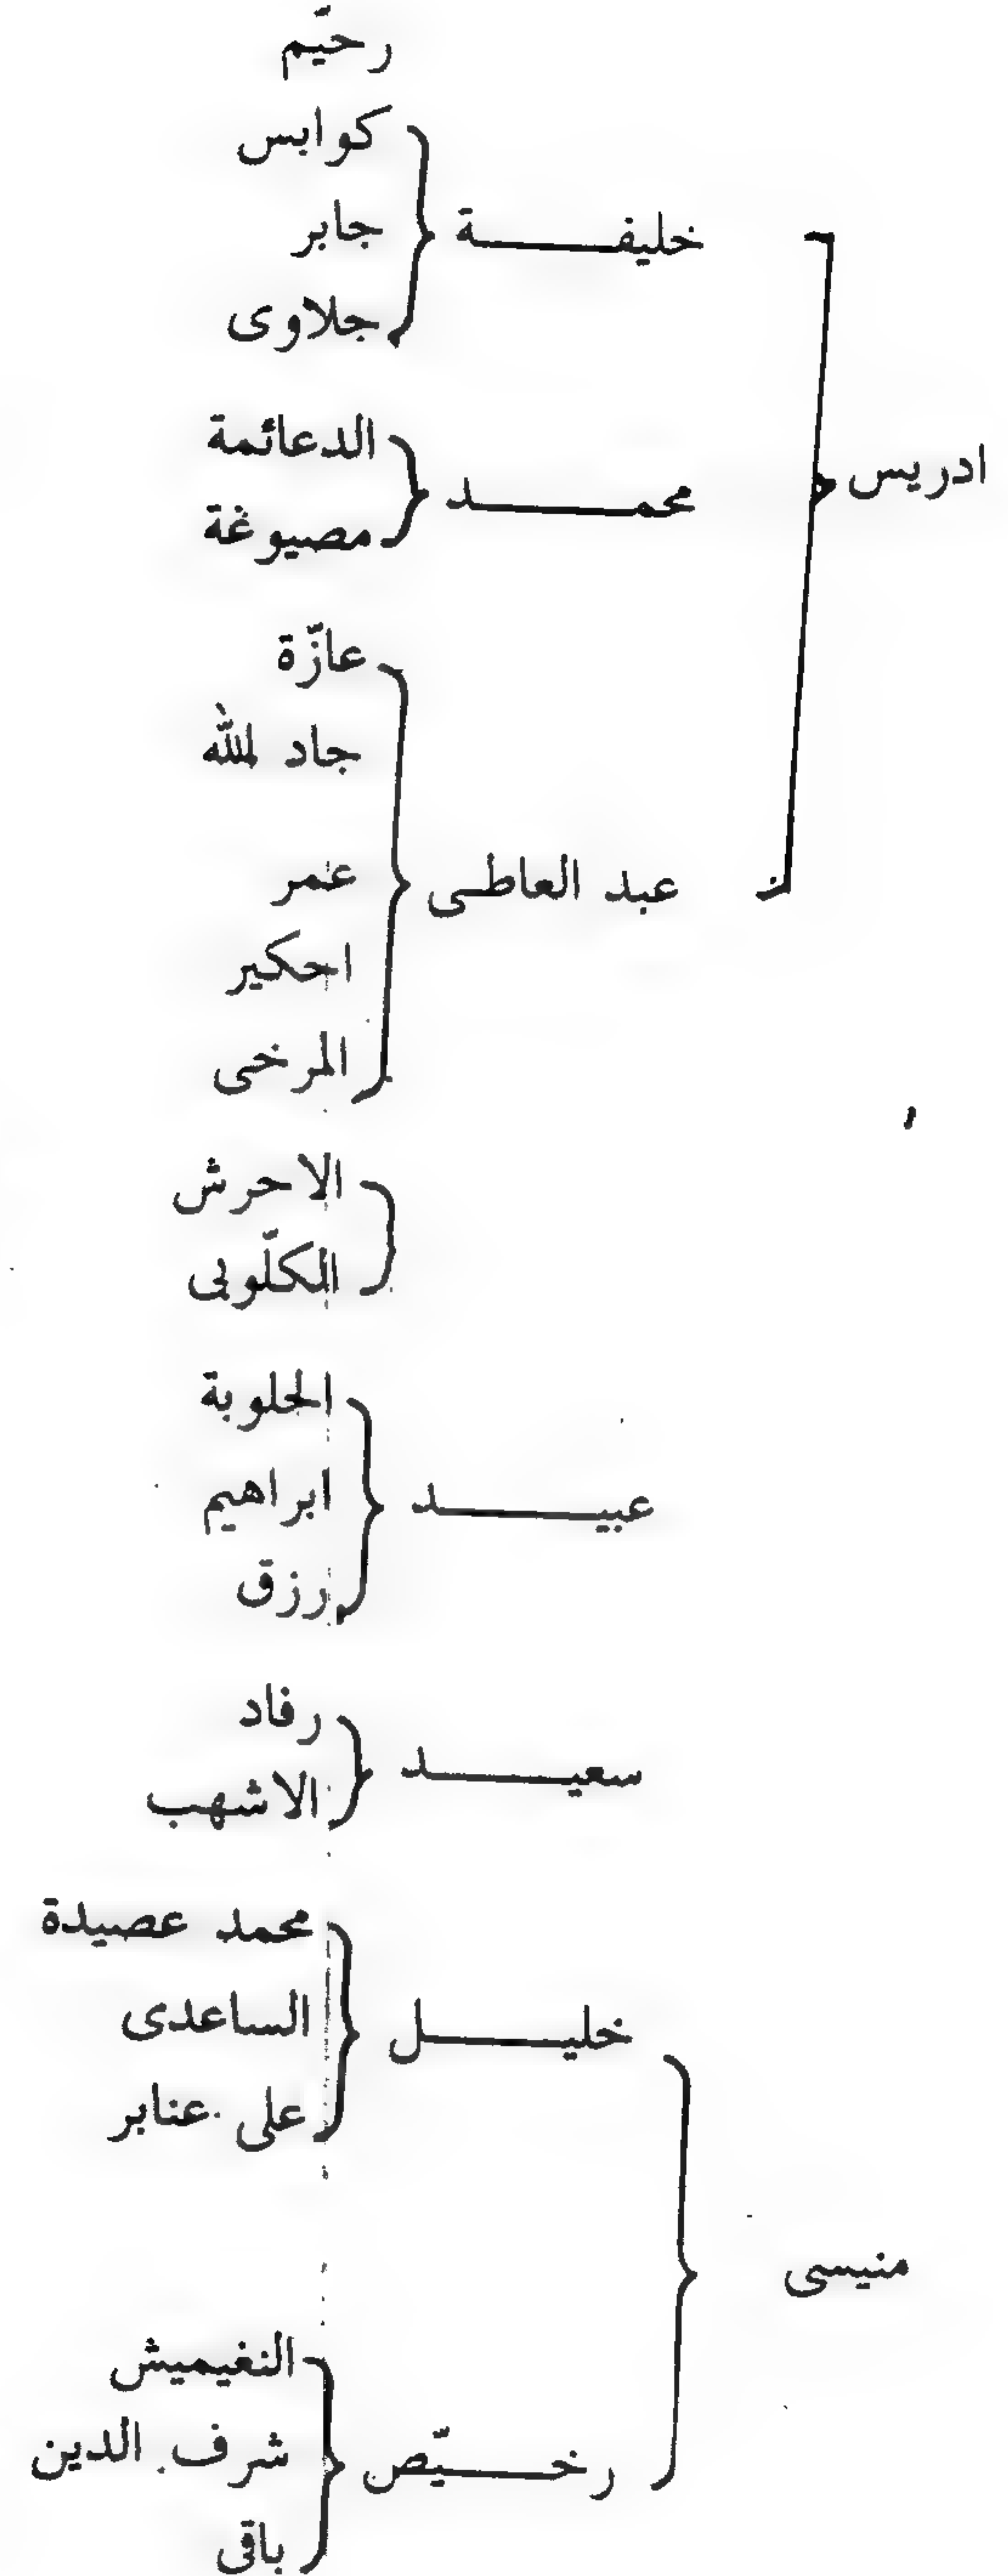 رحيّم
كوابس
خليفة
جابر
جلاوى
ادريس
محمد
الدعائمة
مصيوغة
عازّة
جاد لله
عبد العاطى
عمر
احكير
المرخى
الاحرش
الكلّوبى
الحلوبة
عبيد
ابراهيم
رزق
رفاد
سعيد
الاشهب
محمد عصيدة
خليل
الساعدى
على عنابر
منيسى
النغيميش
رخيّص
شرف الدين
باقى